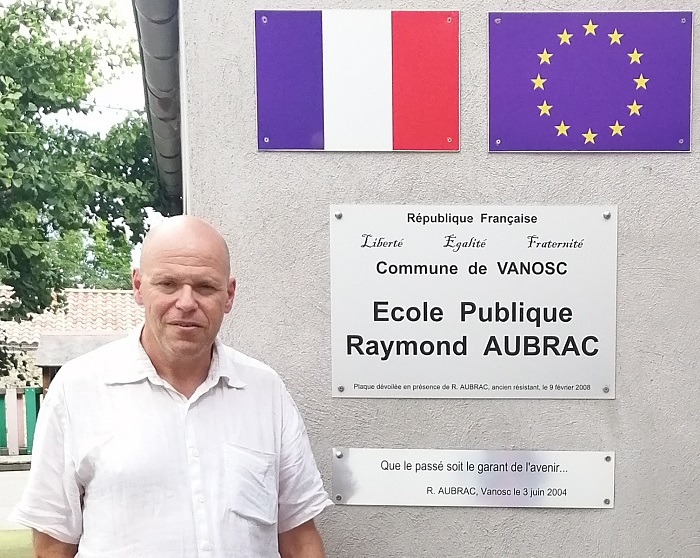 République Française
Liberté Égalité Fraternité
Commune de VANOSC
Ecole Publique
Raymond AUBRAC
Plaque dévoilée en présence de R. AUBRAC, ancien résistant, le 9 février 2008
Que le passé soit le garant de l'avenir...
R. AUBRAC, Vanosc le 3 juin 2004